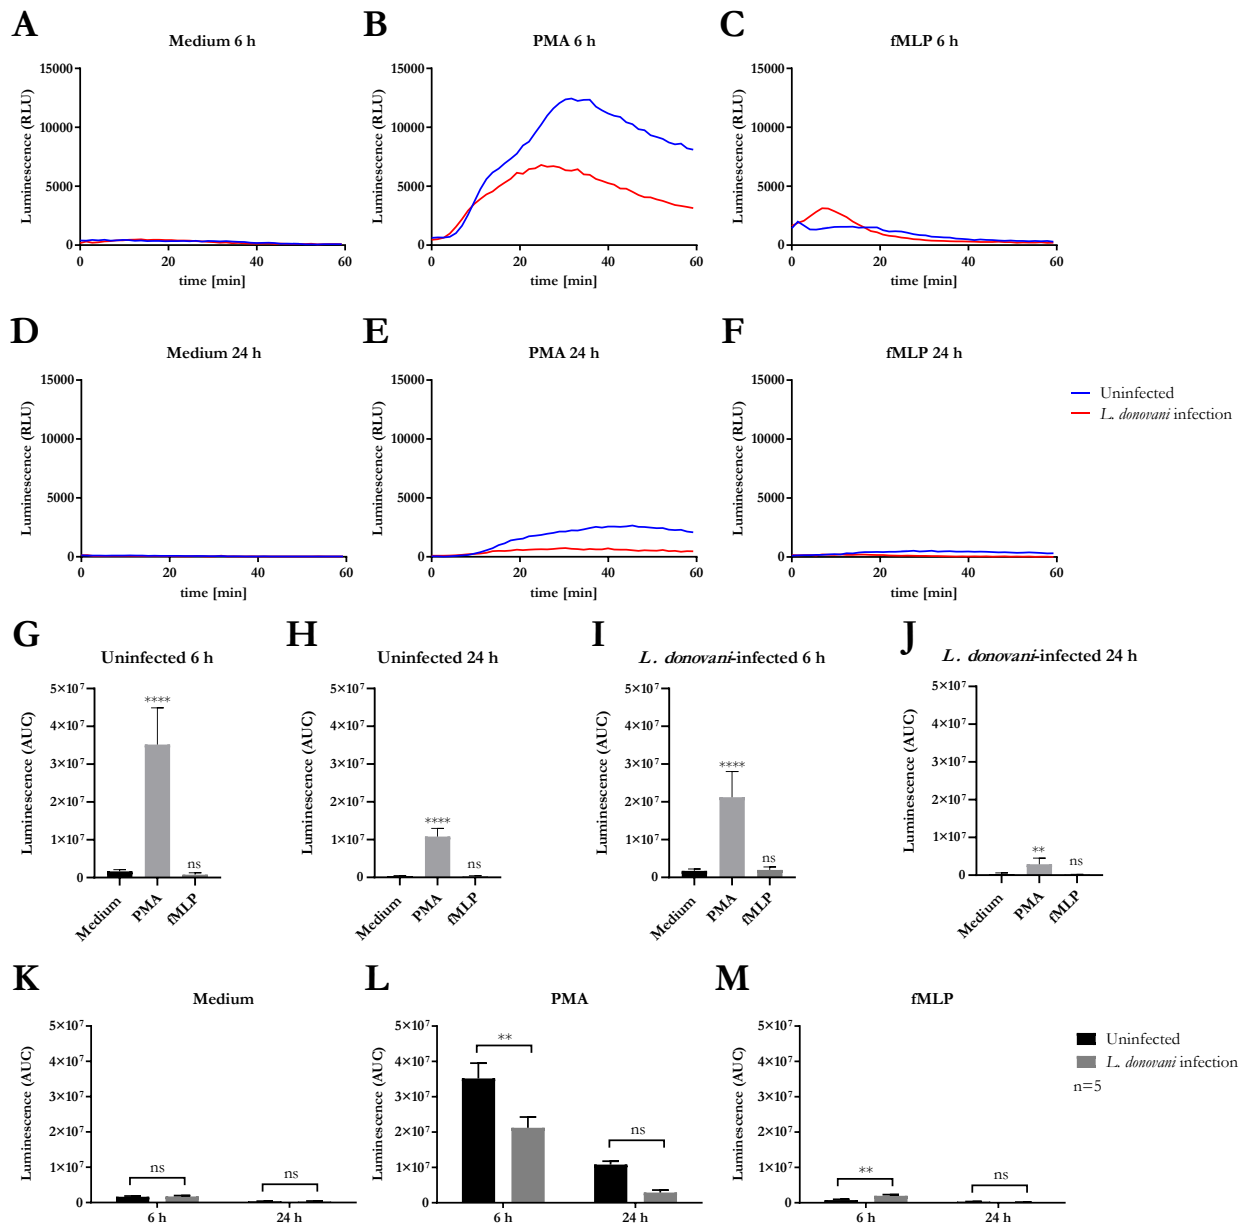 A
Medium 6 h
Luminescence (RLU)
15000
10000
5000
0
0 20 40 60
time [min]
B
PMA 6 h
Luminescence (RLU)
15000
10000
5000
0
0 20 40 60
time [min]
C
fMLP 6 h
Luminescence (RLU)
15000
10000
5000
0
0 20 40 60
time [min]
D
Medium 24 h
Luminescence (RLU)
15000
10000
5000
0
0 20 40 60
time [min]
E
PMA 24 h
Luminescence (RLU)
15000
10000
5000
0
0 20 40 60
time [min]
F
fMLP 24 h
Luminescence (RLU)
15000
10000
5000
0
0 20 40 60
time [min]
Uninfected
L. donovani infection
G
Uninfected 6 h
Luminescence (AUC)
5×10⁷
4×10⁷
3×10⁷
2×10⁷
1×10⁷
0
****
ns
Medium
PMA
fMLP
H
Uninfected 24 h
Luminescence (AUC)
5×10⁷
4×10⁷
3×10⁷
2×10⁷
1×10⁷
0
****
ns
Medium
PMA
fMLP
I
L. donovani-infected 6 h
Luminescence (AUC)
5×10⁷
4×10⁷
3×10⁷
2×10⁷
1×10⁷
0
****
ns
Medium
PMA
fMLP
J
L. donovani-infected 24 h
Luminescence (AUC)
5×10⁷
4×10⁷
3×10⁷
2×10⁷
1×10⁷
0
**
ns
Medium
PMA
fMLP
K
Medium
Luminescence (AUC)
5×10⁷
4×10⁷
3×10⁷
2×10⁷
1×10⁷
0
ns
ns
6 h 24 h
L
PMA
Luminescence (AUC)
5×10⁷
4×10⁷
3×10⁷
2×10⁷
1×10⁷
0
**
ns
6 h 24 h
M
fMLP
Luminescence (AUC)
5×10⁷
4×10⁷
3×10⁷
2×10⁷
1×10⁷
0
**
ns
6 h 24 h
Uninfected
L. donovani infection
n=5